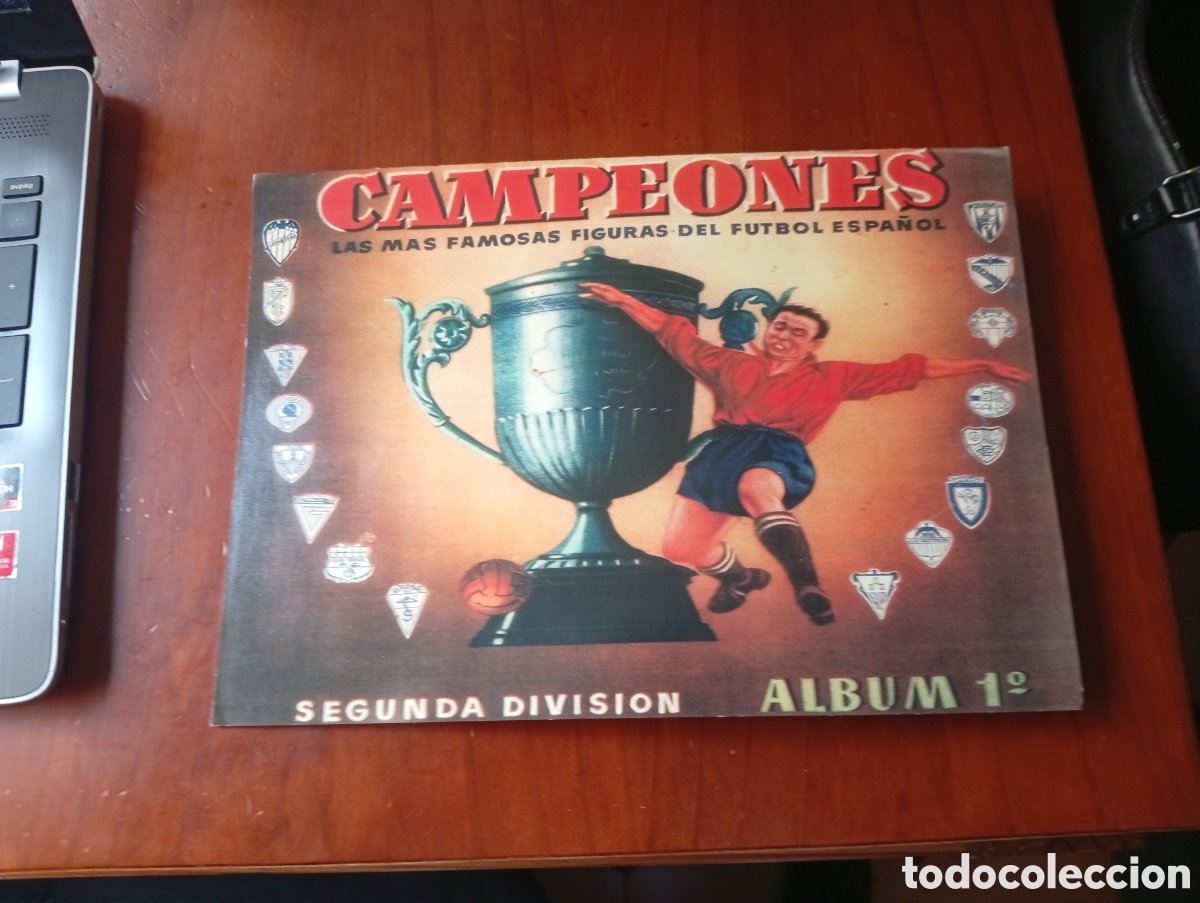 CAMPEONES
LAS MAS FAMOSAS FIGURAS DEL FUTBOL ESPAÑOL
SEGUNDA DIVISION
ALBUM 1º
todocoleccion